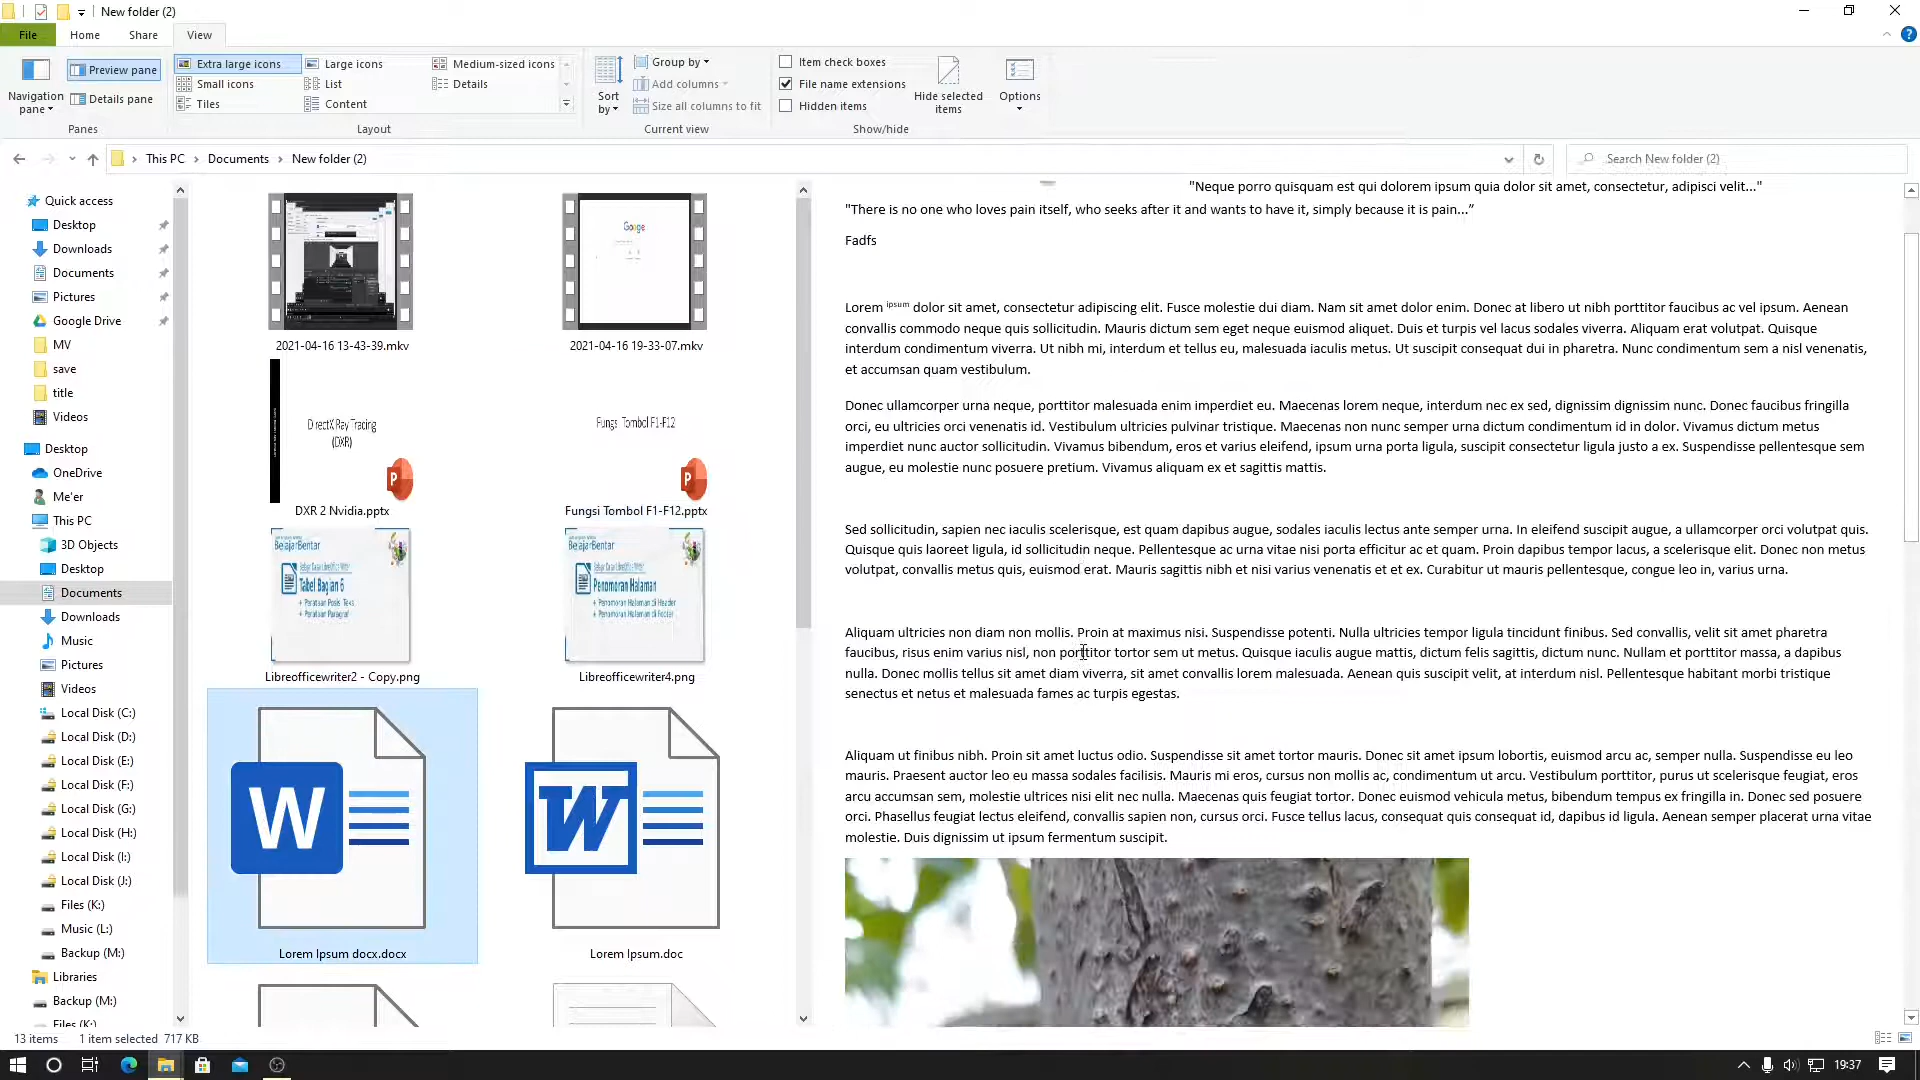 New folder (2)
File
Home
Share
View
Navigation
pane
Preview pane
Details pane
Panes
Extra large icons
Large icons
Medium-sized icons
Small icons
List
Details
Tiles
Content
Layout
Sort
by
Group by
Add columns
Size all columns to fit
Current view
Item check boxes
File name extensions
Hidden items
Hide selected
items
Show/hide
Options
This PC
Documents
New folder (2)
Search New folder (2)
Quick access
Desktop
Downloads
Documents
Pictures
Google Drive
MV
save
title
Videos
Desktop
OneDrive
Me'er
This PC
3D Objects
Desktop
Documents
Downloads
Music
Pictures
Videos
Local Disk (C:)
Local Disk (D:)
Local Disk (E:)
Local Disk (F:)
Local Disk (G:)
Local Disk (H:)
Local Disk (I:)
Local Disk (J:)
Files (K:)
Music (L:)
Backup (M:)
Libraries
Backup (M:)
Files (K:)
Google
2021-04-16 13-43-39.mkv
2021-04-16 19-33-07.mkv
DirectX Ray Tracing
(DXR)
P
DXR 2 Nvidia.pptx
Fungsi Tombol F1-F12
P
Fungsi Tombol F1-F12.pptx
BelajarBentar
Tabel Bagian 6
Libreofficewriter2 - Copy.png
BelajarBentar
Penomoran Halaman
Libreofficewriter4.png
W
Lorem Ipsum docx.docx
W
Lorem Ipsum.doc
"Neque porro quisquam est qui dolorem ipsum quia dolor sit amet, consectetur, adipisci velit..."
"There is no one who loves pain itself, who seeks after it and wants to have it, simply because it is pain..."
Fadfs
Lorem ipsum dolor sit amet, consectetur adipiscing elit. Fusce molestie dui diam. Nam sit amet dolor enim. Donec at libero ut nibh porttitor faucibus ac vel ipsum. Aenean
convallis commodo neque quis sollicitudin. Mauris dictum sem eget neque euismod aliquet. Duis et turpis vel lacus sodales viverra. Aliquam erat volutpat. Quisque
interdum condimentum viverra. Ut nibh mi, interdum et tellus eu, malesuada iaculis metus. Ut suscipit consequat dui in pharetra. Nunc condimentum sem a nisl venenatis,
et accumsan quam vestibulum.
Donec ullamcorper urna neque, porttitor malesuada enim imperdiet eu. Maecenas lorem neque, interdum nec ex sed, dignissim dignissim nunc. Donec faucibus fringilla
orci, eu ultricies orci venenatis id. Vestibulum ultricies pulvinar tristique. Maecenas non nunc semper urna dictum condimentum id in dolor. Vivamus dictum metus
imperdiet nunc auctor sollicitudin. Vivamus bibendum, eros et varius eleifend, ipsum urna porta ligula, suscipit consectetur ligula justo a ex. Suspendisse pellentesque sem
augue, eu molestie nunc posuere pretium. Vivamus aliquam ex et sagittis mattis.
Sed sollicitudin, sapien nec iaculis scelerisque, est quam dapibus augue, sodales iaculis lectus ante semper urna. In eleifend suscipit augue, a ullamcorper orci volutpat quis.
Quisque quis laoreet ligula, id sollicitudin neque. Pellentesque ac urna vitae nisi porta efficitur ac et quam. Proin dapibus tempor lacus, a scelerisque elit. Donec non metus
volutpat, convallis metus quis, euismod erat. Mauris sagittis nibh et nisi varius venenatis et et ex. Curabitur ut mauris pellentesque, congue leo in, varius urna.
Aliquam ultricies non diam non mollis. Proin at maximus nisi. Suspendisse potenti. Nulla ultricies tempor ligula tincidunt finibus. Sed convallis, velit sit amet pharetra
faucibus, risus enim varius nisl, non porttitor tortor sem ut metus. Quisque iaculis augue mattis, dictum felis sagittis, dictum nunc. Nullam et porttitor massa, a dapibus
nulla. Donec mollis tellus sit amet diam viverra, sit amet convallis lorem malesuada. Aenean quis suscipit velit, at interdum nisl. Pellentesque habitant morbi tristique
senectus et netus et malesuada fames ac turpis egestas.
Aliquam ut finibus nibh. Proin sit amet luctus odio. Suspendisse sit amet tortor mauris. Donec sit amet ipsum lobortis, euismod arcu ac, semper nulla. Suspendisse eu leo
mauris. Praesent auctor leo eu massa sodales facilisis. Mauris mi eros, cursus non mollis ac, condimentum ut arcu. Vestibulum porttitor, purus ut scelerisque feugiat, eros
arcu accumsan sem, molestie ultrices nisi elit nec nulla. Maecenas quis feugiat tortor. Donec euismod vehicula metus, bibendum tempus ex fringilla in. Donec sed posuere
orci. Phasellus feugiat lectus eleifend, convallis sapien non, cursus orci. Fusce tellus lacus, consequat quis consequat id, dapibus id ligula. Aenean semper placerat urna vitae
molestie. Duis dignissim ut ipsum fermentum suscipit.
13 items
1 item selected 717 KB
19:37